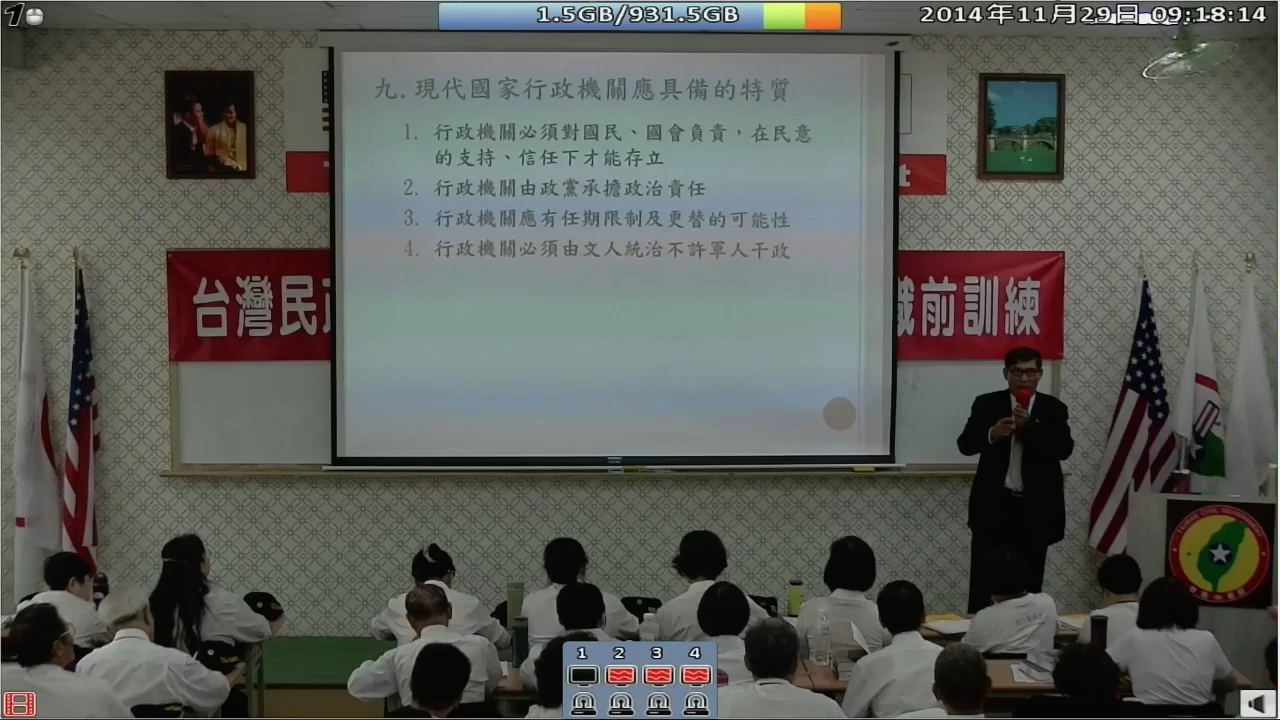 1
1.5GB/931.5GB
2014年11月29日 09:18:14
九.現代國家行政機關應具備的特質
1. 行政機關必須對國民、國會負責，在民意
的支持、信任下才能存立
2. 行政機關由政黨承擔政治責任
3. 行政機關應有任期限制及更替的可能性
4. 行政機關必須由文人統治不許軍人干政
t
台灣民
職前訓練
TAIWAN CIVIL GOVERNMENT
1 2 3 4